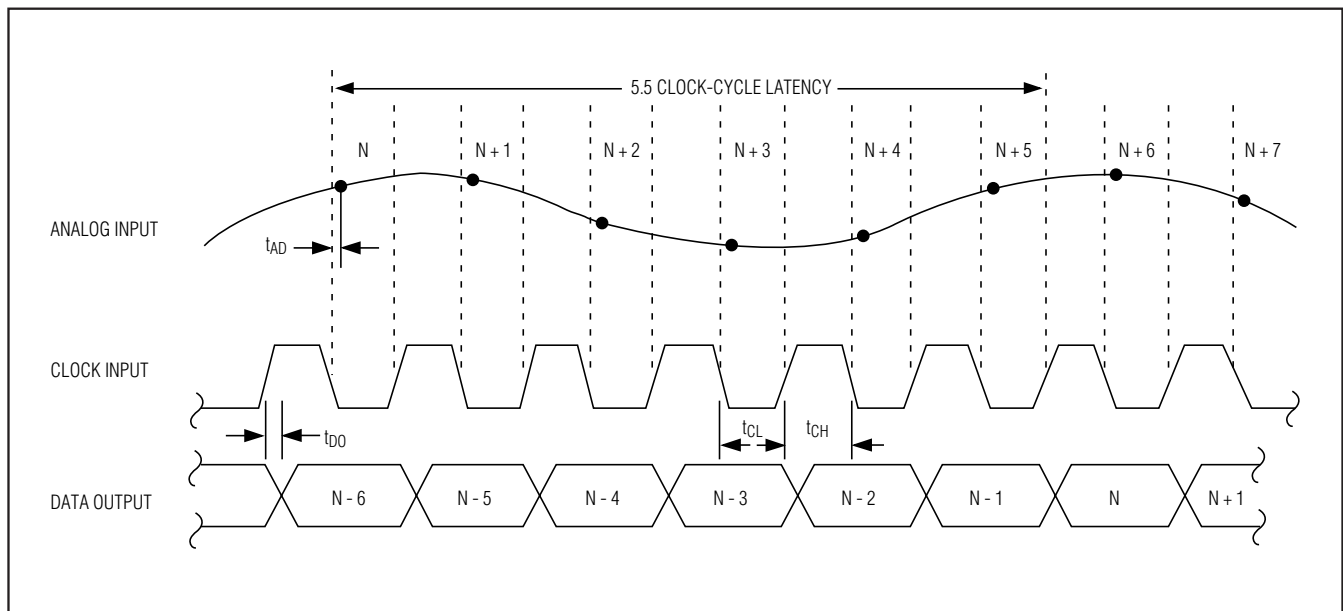 5.5 CLOCK-CYCLE LATENCY
N N + 1 N + 2 N + 3 N + 4 N + 5 N + 6 N + 7
ANALOG INPUT
tAD
CLOCK INPUT
tDO tCL tCH
DATA OUTPUT N - 6 N - 5 N - 4 N - 3 N - 2 N - 1 N N + 1